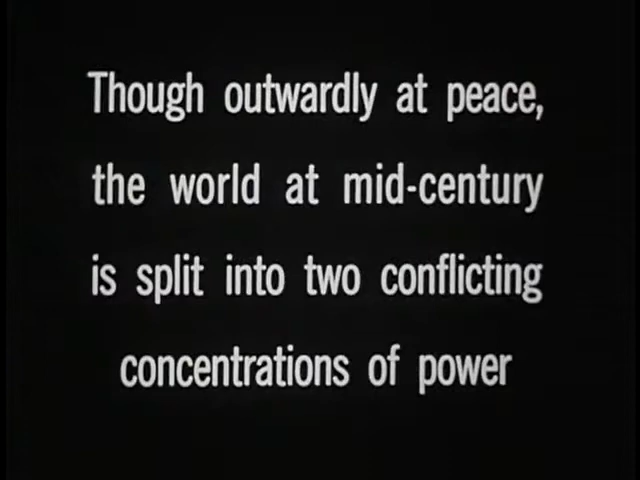 Though outwardly at peace,
the world at mid-century
is split into two conflicting
concentrations of power